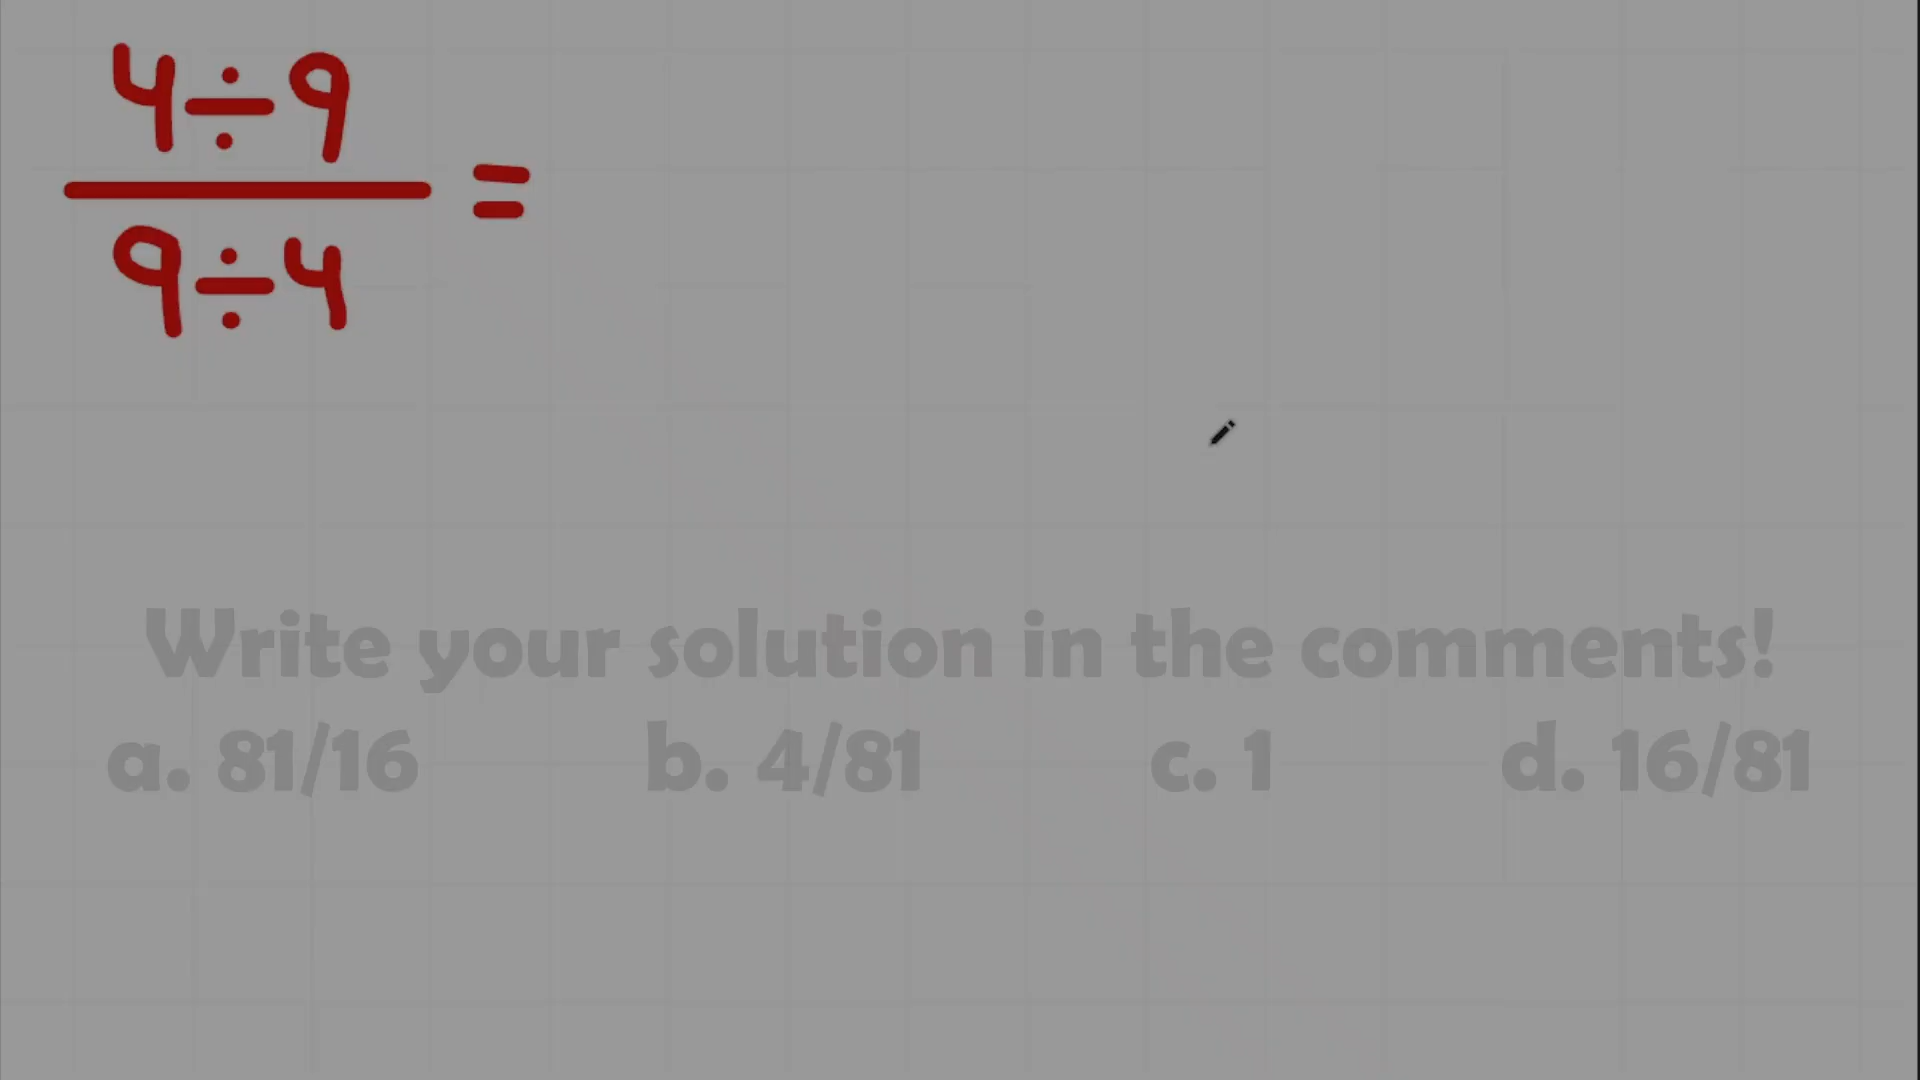 4÷9
=
9÷4
Write your solution in the comments!
a. 81/16 b. 4/81 c. 1 d. 16/81